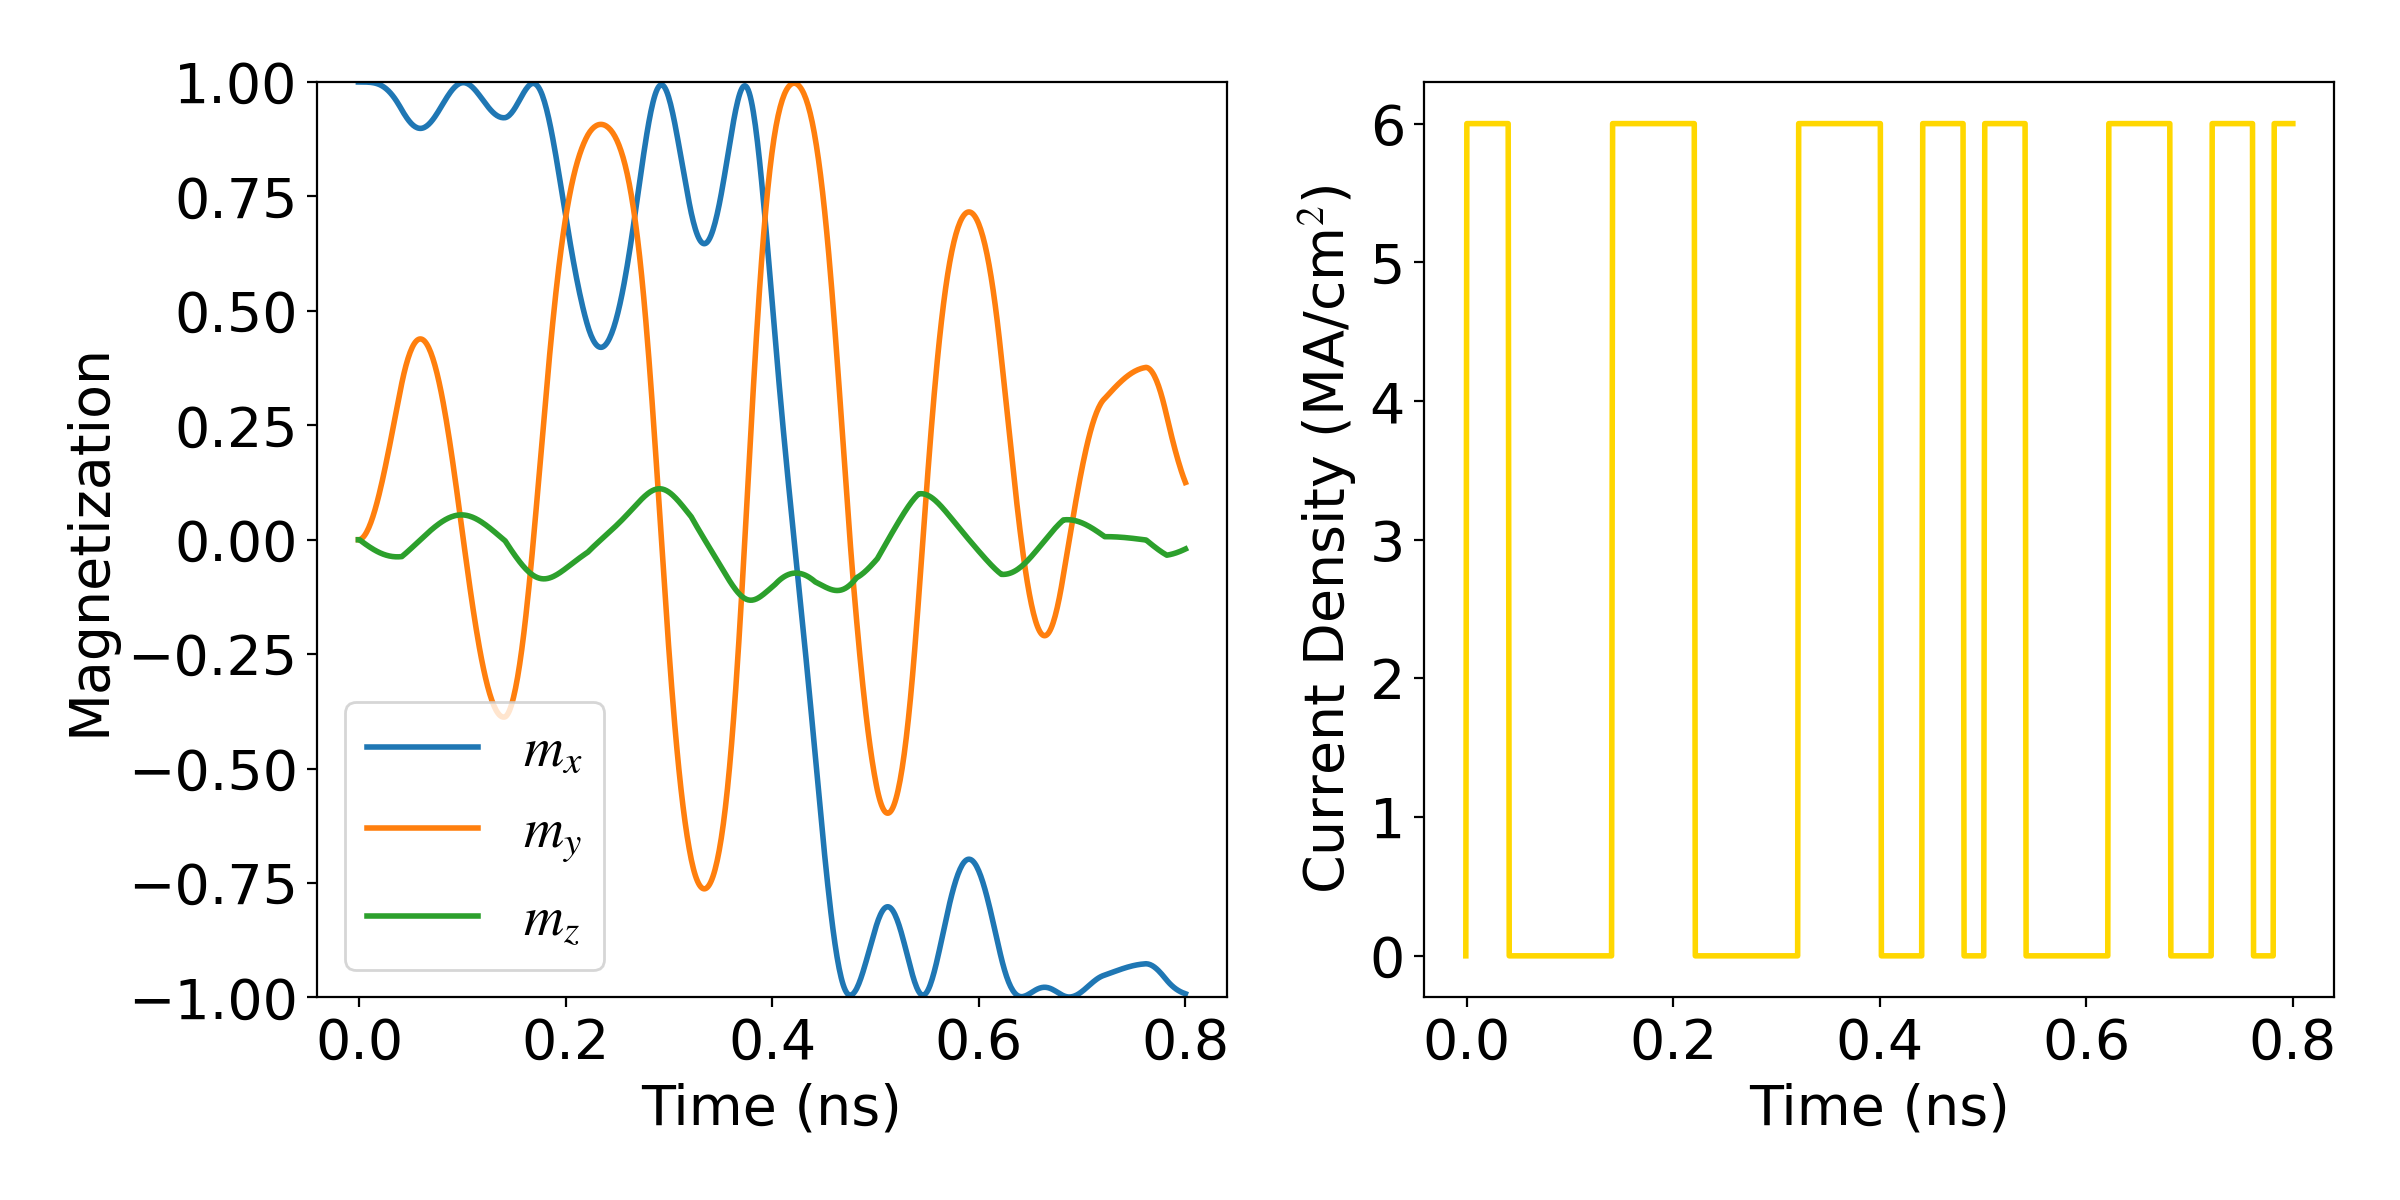 Magnetization
1.00
0.75
0.50
0.25
0.00
−0.25
−0.50
−0.75
−1.00
m_x
m_y
m_z
0.0 0.2 0.4 0.6 0.8
Time (ns)
Current Density (MA/cm²)
6
5
4
3
2
1
0
0.0 0.2 0.4 0.6 0.8
Time (ns)